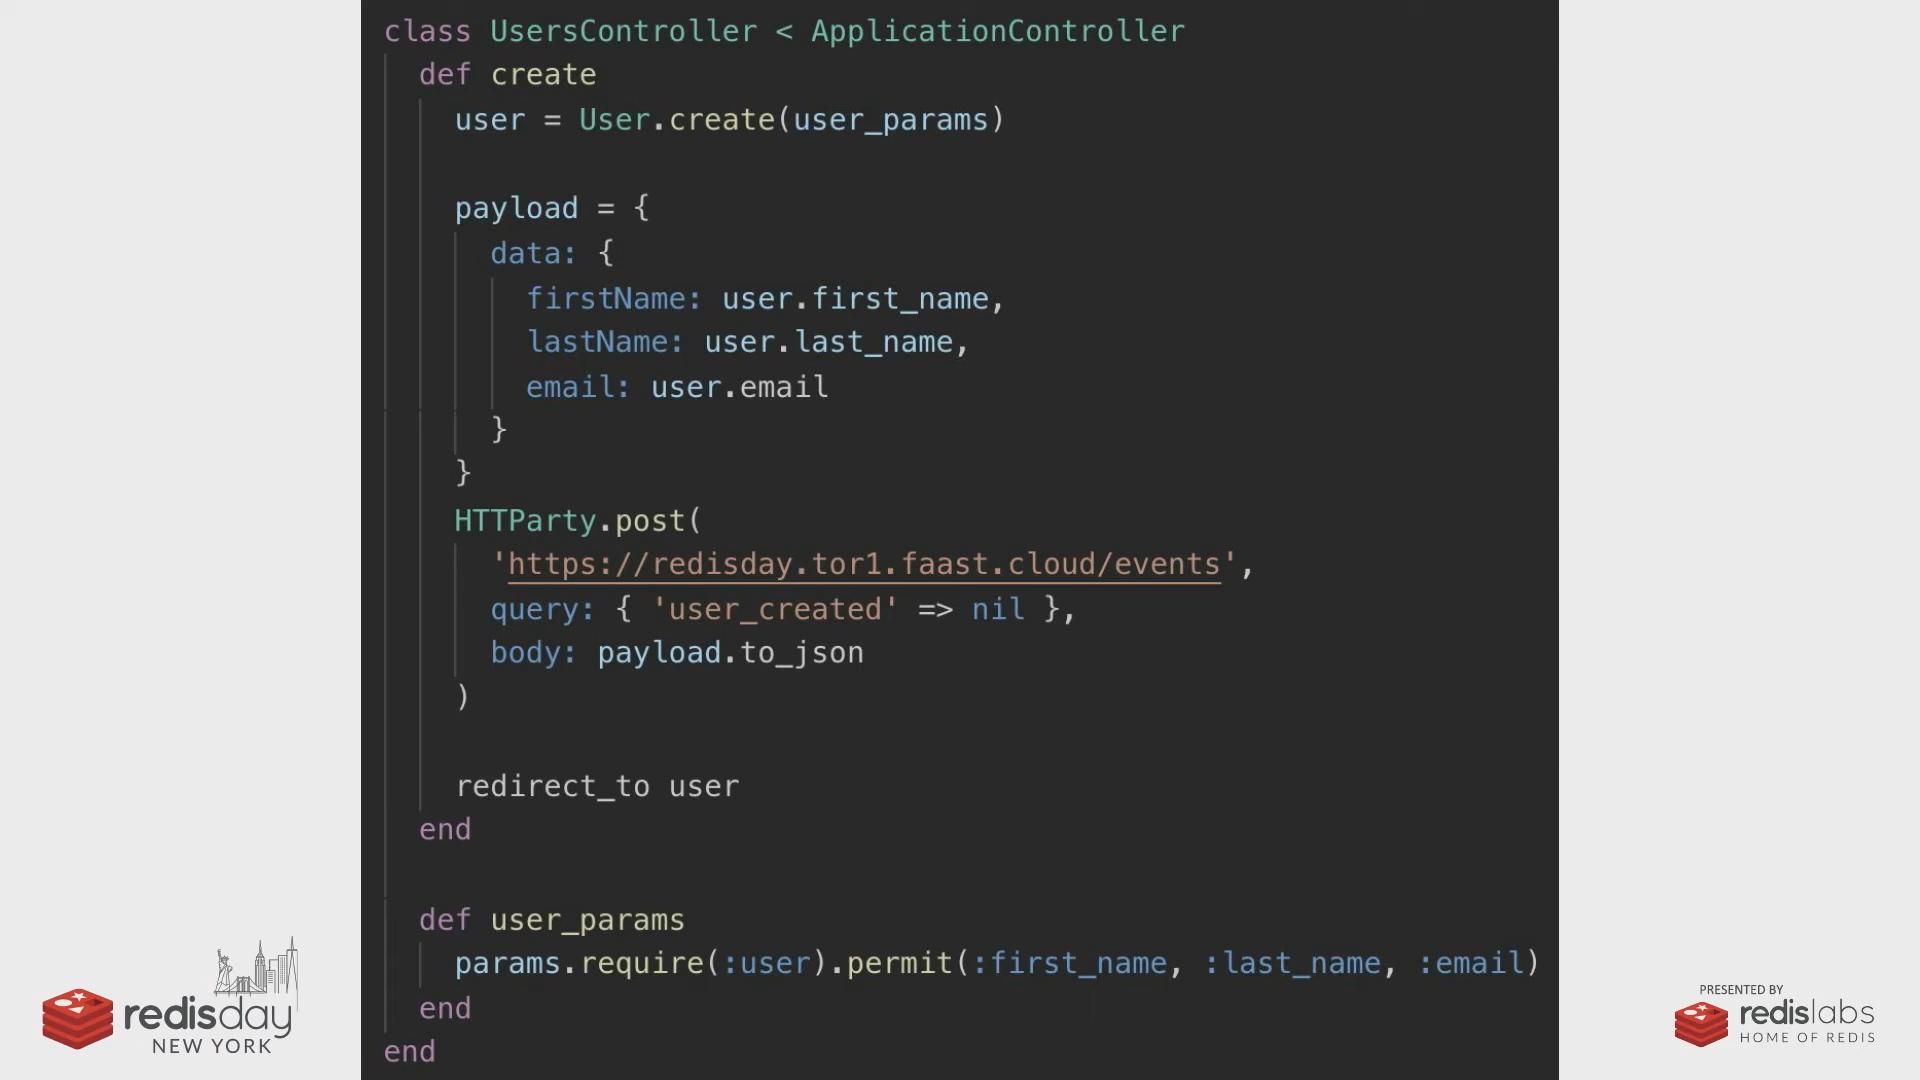 class UsersController < ApplicationController
  def create
    user = User.create(user_params)

    payload = {
      data: {
        firstName: user.first_name,
        lastName: user.last_name,
        email: user.email
      }
    }
    HTTParty.post(
      'https://redisday.tor1.faast.cloud/events',
      query: { 'user_created' => nil },
      body: payload.to_json
    )

    redirect_to user
  end

  def user_params
    params.require(:user).permit(:first_name, :last_name, :email)
  end
end
redisday
NEW YORK
PRESENTED BY
redislabs
HOME OF REDIS